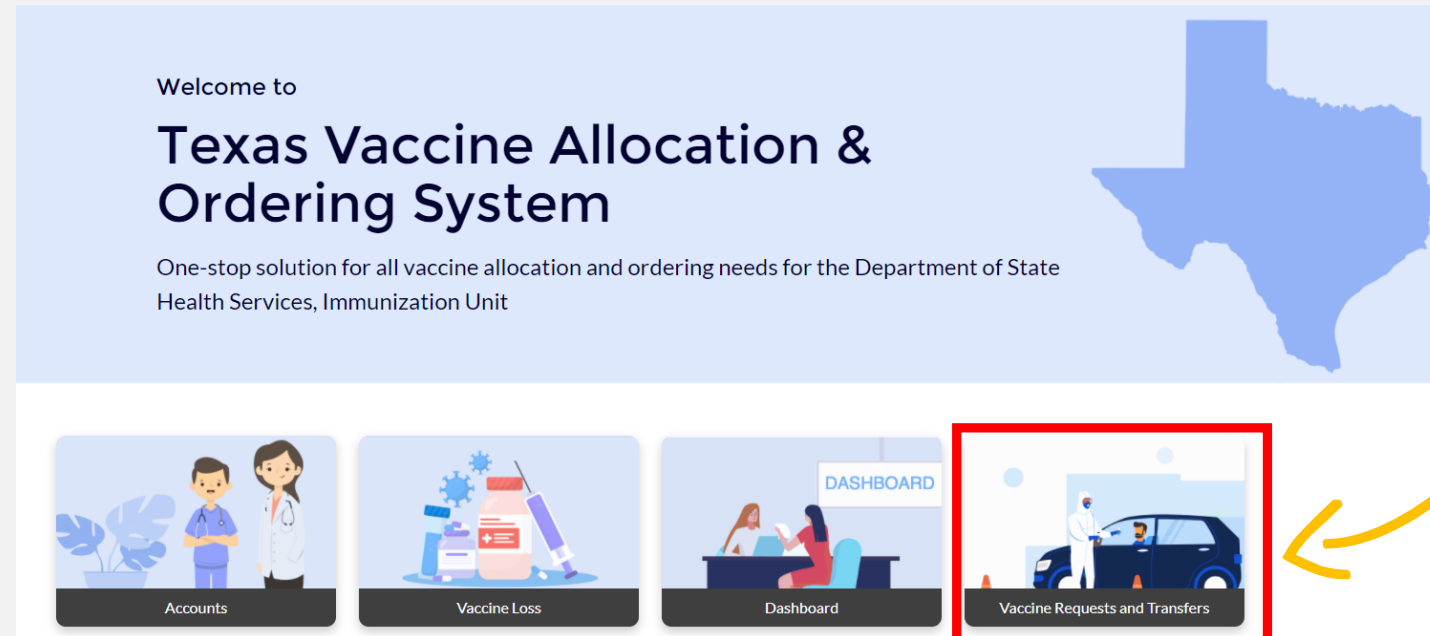 Welcome to
Texas Vaccine Allocation &
Ordering System
One-stop solution for all vaccine allocation and ordering needs for the Department of State
Health Services, Immunization Unit
DASHBOARD
Accounts
Vaccine Loss
Dashboard
Vaccine Requests and Transfers